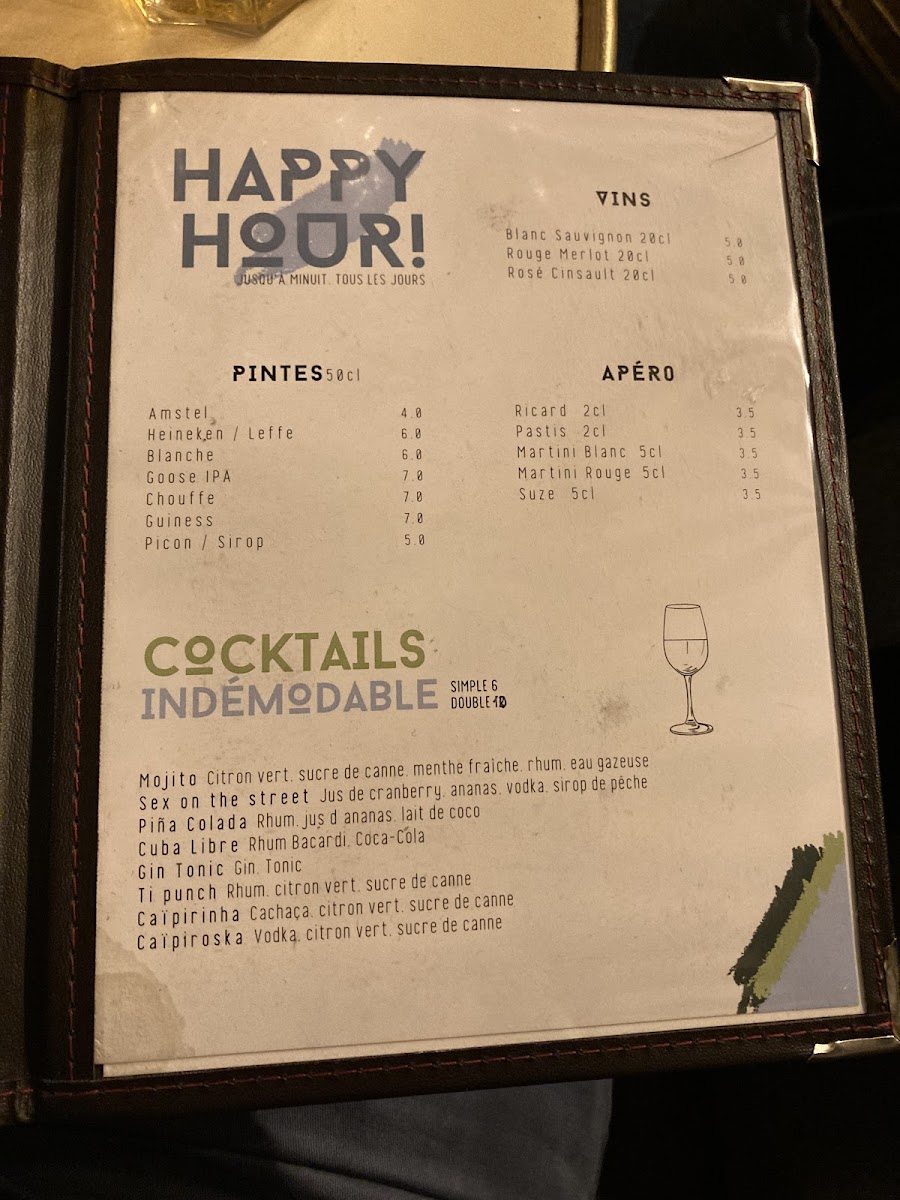 HAPPY
HOUR!
JUSQU'À MINUIT. TOUS LES JOURS
VINS
Blanc Sauvignon 20cl 5.0
Rouge Merlot 20cl 5.0
Rosé Cinsault 20cl 5.0
PINTES 50cl
Amstel 4.0
Heineken / Leffe 6.0
Blanche 6.0
Goose IPA 7.0
Chouffe 7.0
Guiness 7.0
Picon / Sirop 5.0
APÉRO
Ricard 2cl 3.5
Pastis 2cl 3.5
Martini Blanc 5cl 3.5
Martini Rouge 5cl 3.5
Suze 5cl 3.5
COCKTAILS
INDÉMODABLE
SIMPLE 6
DOUBLE 10
Mojito Citron vert. sucre de canne. menthe fraîche. rhum. eau gazeuse
Sex on the street Jus de cranberry. ananas. vodka. sirop de pêche
Piña Colada Rhum. jus d ananas. lait de coco
Cuba Libre Rhum Bacardi. Coca-Cola
Gin Tonic Gin. Tonic
Ti punch Rhum. citron vert. sucre de canne
Caïpirinha Cachaça. citron vert. sucre de canne
Caïpiroska Vodka. citron vert. sucre de canne